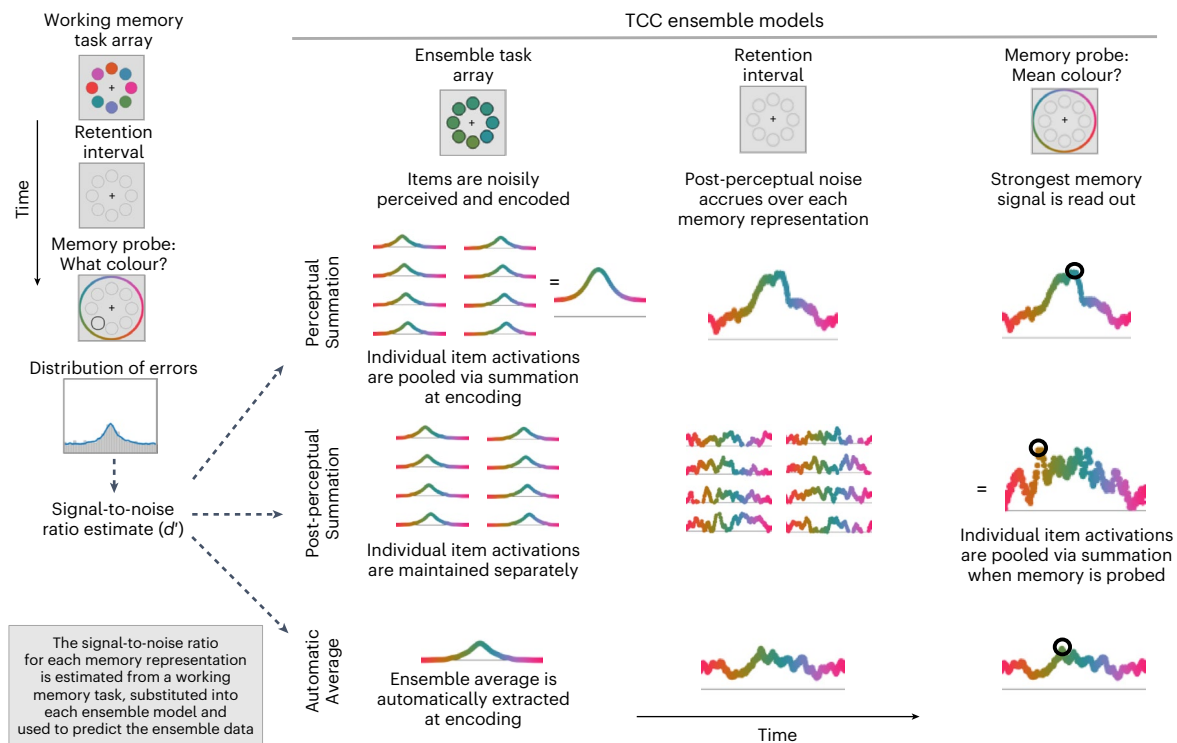 Working memory
task array
Retention
interval
Time
Memory probe:
What colour?
Distribution of errors
Signal-to-noise
ratio estimate (d′)
The signal-to-noise ratio
for each memory representation
is estimated from a working
memory task, substituted into
each ensemble model and
used to predict the ensemble data
TCC ensemble models
Ensemble task
array
Retention
interval
Memory probe:
Mean colour?
Items are noisily
perceived and encoded
Post-perceptual noise
accrues over each
memory representation
Strongest memory
signal is read out
Perceptual
Summation
=
Individual item activations
are pooled via summation
at encoding
Post-perceptual
Summation
Individual item activations
are maintained separately
=
Individual item activations
are pooled via summation
when memory is probed
Automatic
Average
Ensemble average is
automatically extracted
at encoding
Time